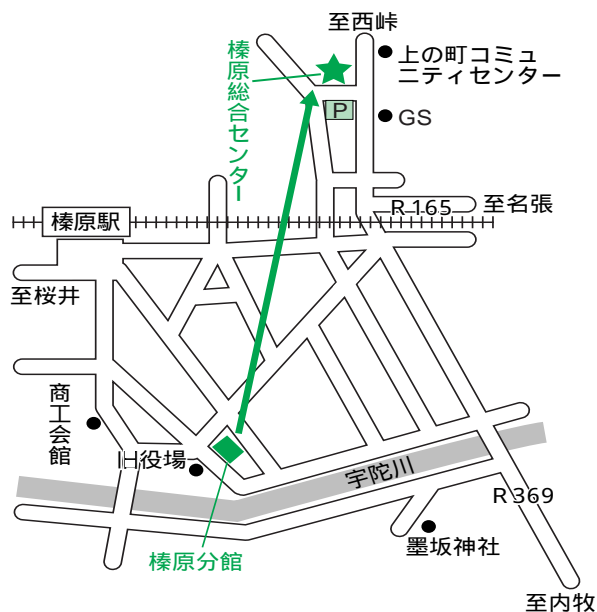 至西峠
上の町コミュ
ニティセンター
榛原総合センター
P
GS
R165
至名張
榛原駅
至桜井
商工会館
旧役場
宇陀川
R369
墨坂神社
榛原分館
至内牧